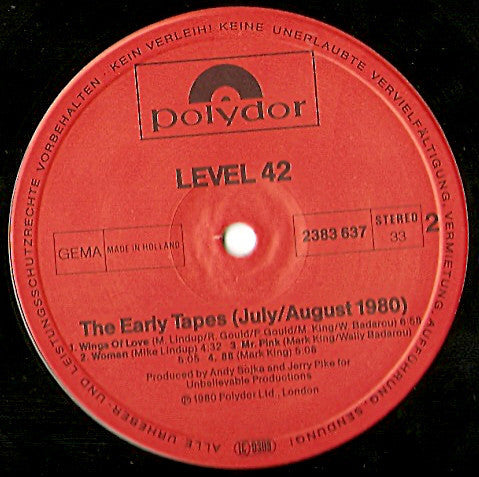 ALLE URHEBER- UND LEISTUNGSSCHUTZRECHTE VORBEHALTEN · KEIN VERLEIH! KEINE UNERLAUBTE VERVIELFÄLTIGUNG, VERMIETUNG, AUFFÜHRUNG, SENDUNG!
polydor
LEVEL 42
GEMA MADE IN HOLLAND
2383 637 STEREO 33 2
The Early Tapes (July/August 1980)
1. Wings Of Love (M. Lindup/R. Gould/P. Gould/M. King/W. Badarou) 6:58
2. Woman (Mike Lindup) 4:32 3. Mr. Pink (Mark King/Wally Badarou)
5:05 4. 88 (Mark King) 5:06
Produced by Andy Sojka and Jerry Pike for
Unbelievable Productions
℗ 1980 Polydor Ltd., London